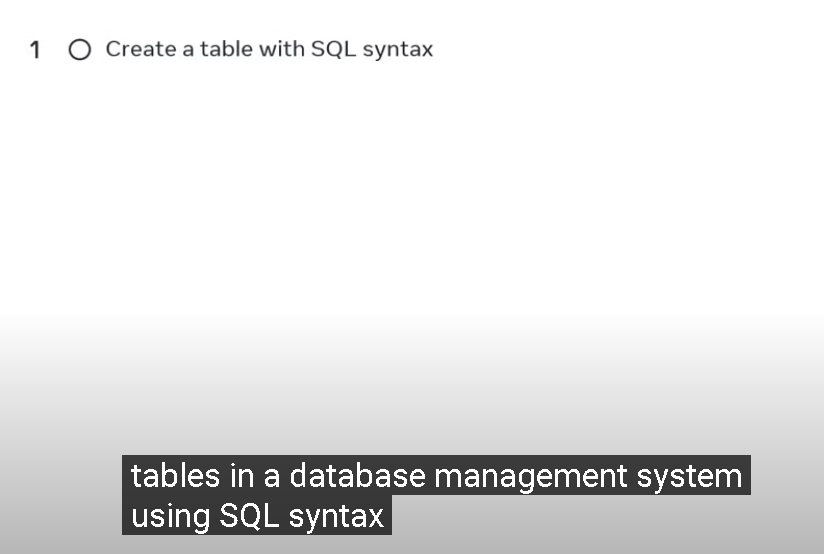 1 Create a table with SQL syntax
tables in a database management system
using SQL syntax